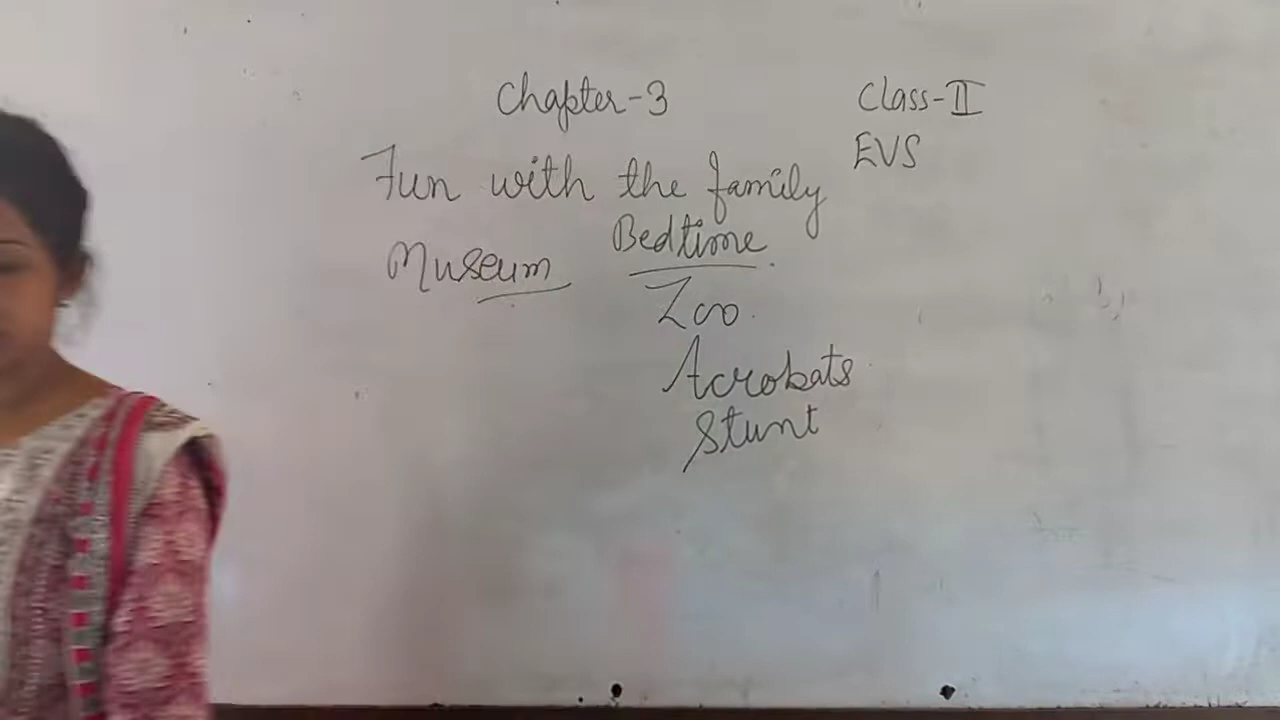 Chapter-3
Class-II
EVS
Fun with the family
Museum
Bedtime
Zoo
Acrobats
Stunt